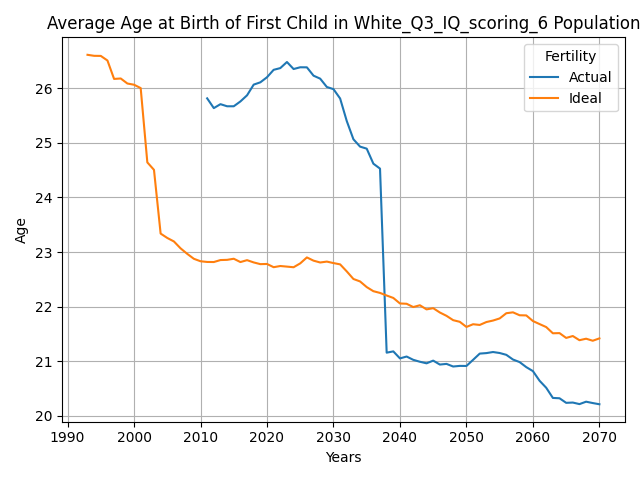 Average Age at Birth of First Child in White_Q3_IQ_scoring_6 Population
Fertility
Actual
Ideal
Age
26
25
24
23
22
21
20
1990
2000
2010
2020
2030
2040
2050
2060
2070
Years